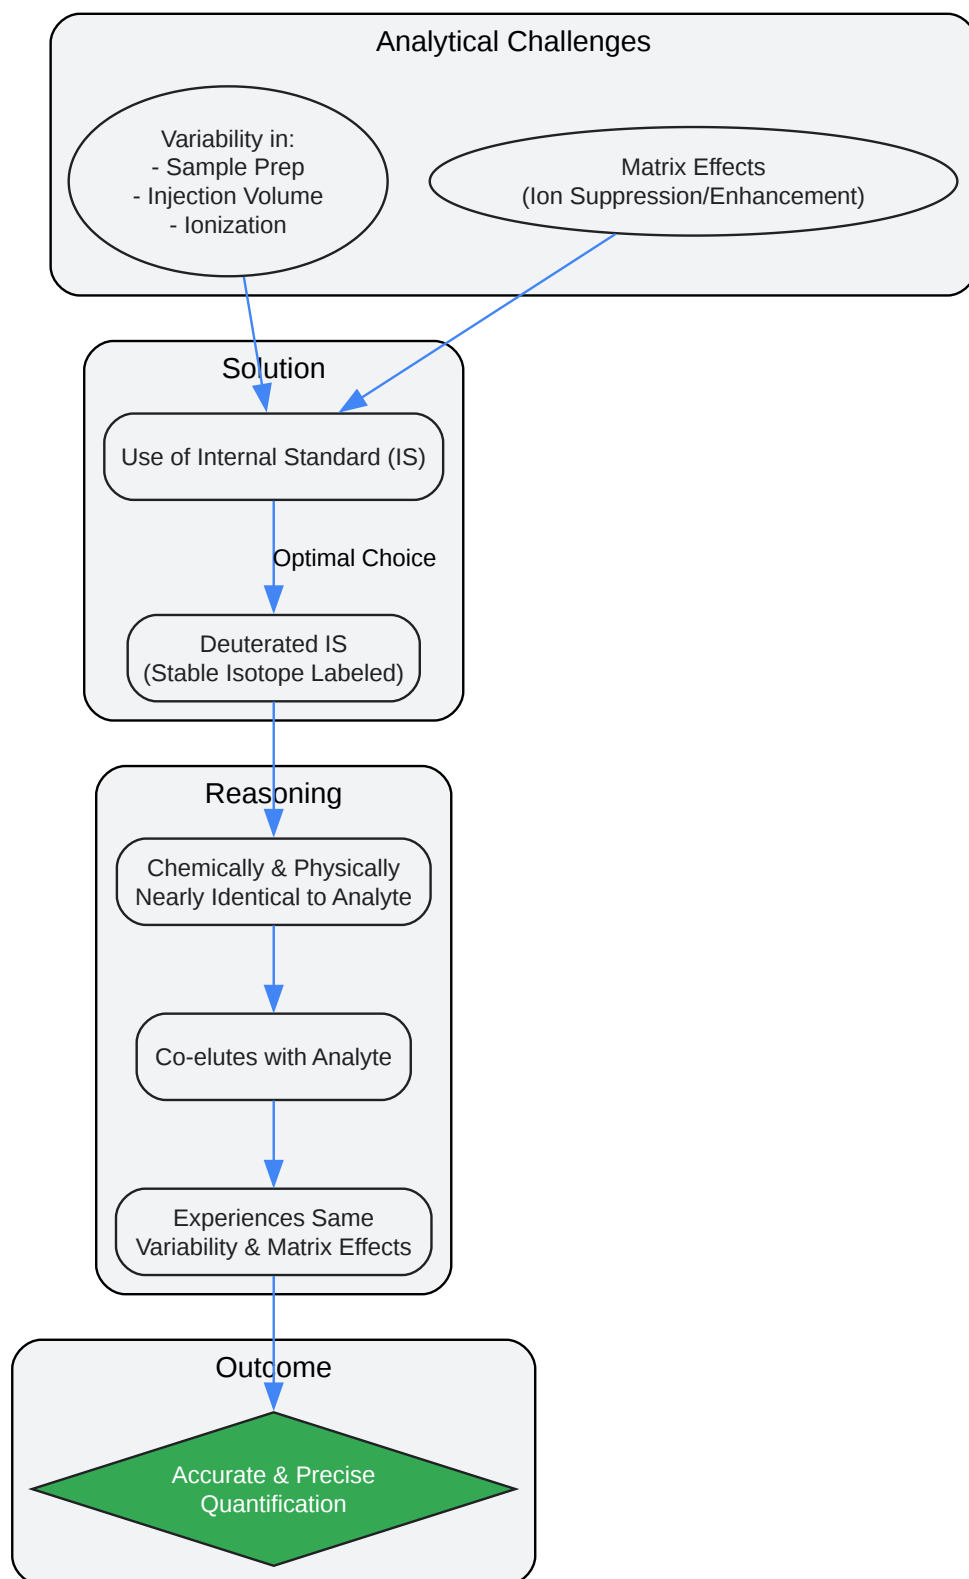 Analytical Challenges
Variability in:
- Sample Prep
- Injection Volume
- Ionization
Matrix Effects
(Ion Suppression/Enhancement)
Solution
Use of Internal Standard (IS)
Optimal Choice
Deuterated IS
(Stable Isotope Labeled)
Reasoning
Chemically & Physically
Nearly Identical to Analyte
Co-elutes with Analyte
Experiences Same
Variability & Matrix Effects
Outcome
Accurate & Precise
Quantification